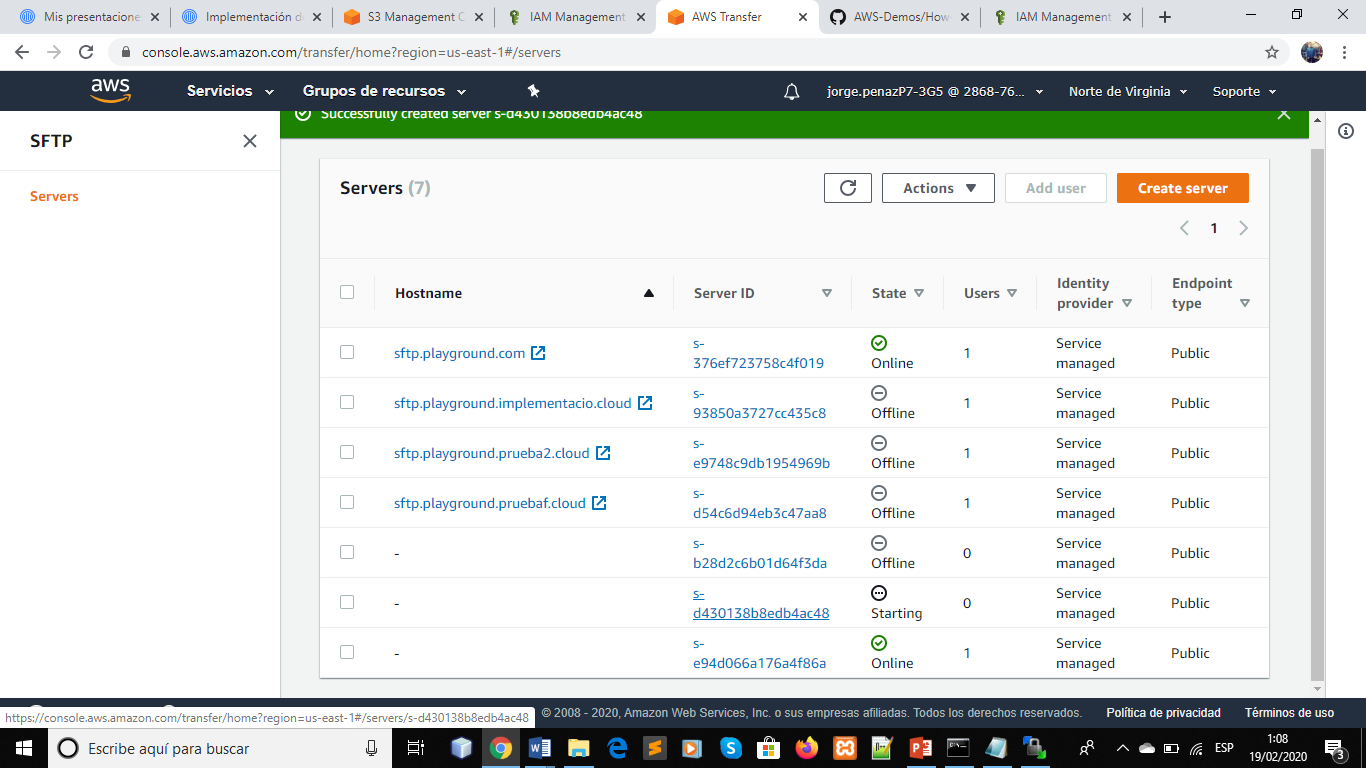 Mis presentacione
Implementación d
S3 Management C
IAM Management
AWS Transfer
AWS-Demos/How
IAM Management
console.aws.amazon.com/transfer/home?region=us-east-1#/servers
aws
Servicios
Grupos de recursos
jorge.penazP7-3G5 @ 2868-76...
Norte de Virginia
Soporte
SFTP
Servers
Successfully created server s-d430138b8edb4ac48
Servers (7)
Actions
Add user
Create server
1
Hostname
Server ID
State
Users
Identity provider
Endpoint type
sftp.playground.com
s-376ef723758c4f019
Online
1
Service managed
Public
sftp.playground.implementacio.cloud
s-93850a3727cc435c8
Offline
1
Service managed
Public
sftp.playground.prueba2.cloud
s-e9748c9db1954969b
Offline
1
Service managed
Public
sftp.playground.pruebaf.cloud
s-d54c6d94eb3c47aa8
Offline
1
Service managed
Public
-
s-b28d2c6b01d64f3da
Offline
0
Service managed
Public
-
s-d430138b8edb4ac48
Starting
0
Service managed
Public
-
s-e94d066a176a4f86a
Online
1
Service managed
Public
https://console.aws.amazon.com/transfer/home?region=us-east-1#/servers/s-d430138b8edb4ac48
© 2008 - 2020, Amazon Web Services, Inc. o sus empresas afiliadas. Todos los derechos reservados.
Política de privacidad
Términos de uso
Escribe aquí para buscar
ESP
1:08
19/02/2020
3